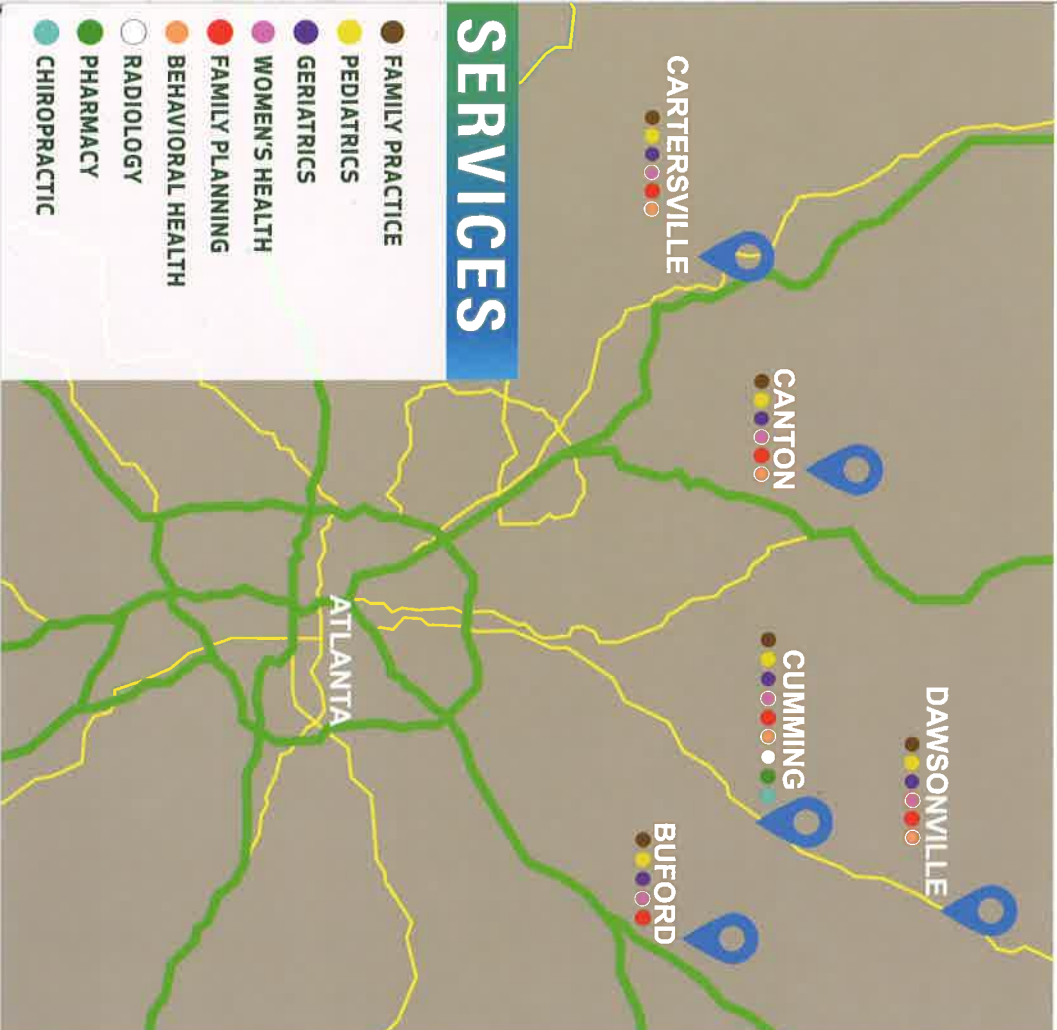 SERVICES
FAMILY PRACTICE
PEDIATRICS
GERIATRICS
WOMEN'S HEALTH
FAMILY PLANNING
BEHAVIORAL HEALTH
RADIOLOGY
PHARMACY
CHIROPRACTIC
DAWSONVILLE
CUMMING
CANTON
CARTERSVILLE
BUFORD
ATLANTA